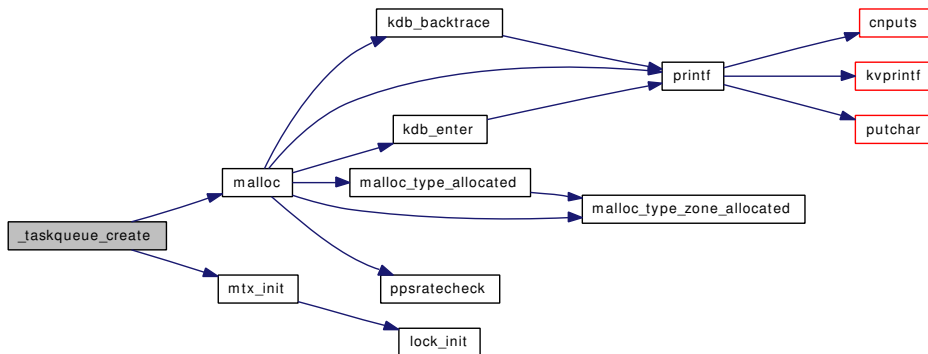 kdb_backtrace
cnputs
printf
kvprintf
kdb_enter
putchar
malloc
malloc_type_allocated
malloc_type_zone_allocated
_taskqueue_create
mtx_init
ppsratecheck
lock_init